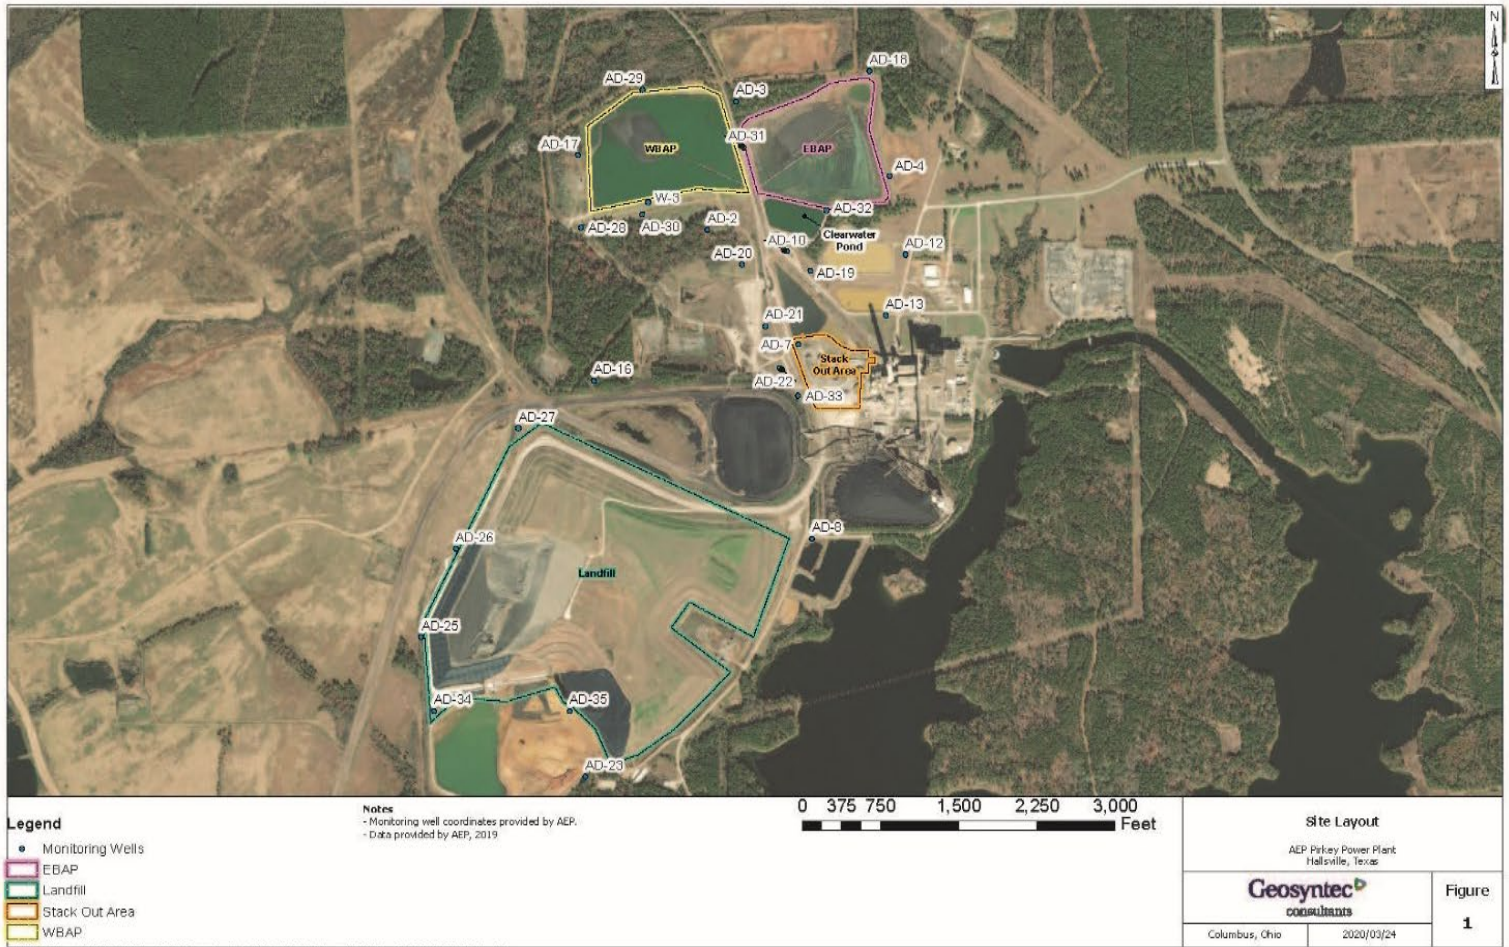 N
AD-18
AD-29
AD-3
AD-17
WBAP
AD-31
EBAP
AD-4
W-3
AD-32
AD-28
AD-30
AD-2
AD-10
Clearwater
Pond
AD-12
AD-20
AD-19
AD-21
AD-13
AD-7
Stack
Out Area
AD-16
AD-22
AD-33
AD-27
AD-8
AD-26
Landfill
AD-25
AD-34
AD-35
AD-23
Legend
Monitoring Wells
EBAP
Landfill
Stack Out Area
WBAP
Notes
- Monitoring well coordinates provided by AEP.
- Data provided by AEP, 2019
0 375 750 1,500 2,250 3,000
Feet
Site Layout
AEP Pirkey Power Plant
Hallsville, Texas
Geosyntec
consultants
Columbus, Ohio
2020/03/24
Figure
1